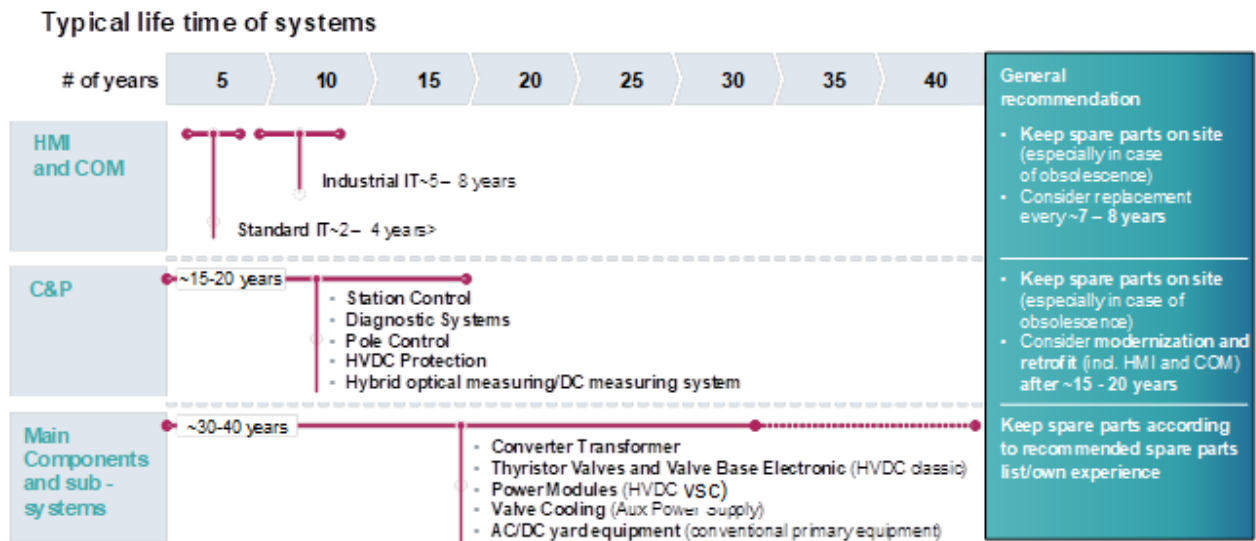 Typical life time of systems
# of years 5 10 15 20 25 30 35 40
HMI
and COM
Industrial IT~5 – 8 years
Standard IT~2 – 4 years>
C&P
~15-20 years
- Station Control
- Diagnostic Systems
- Pole Control
- HVDC Protection
- Hybrid optical measuring/DC measuring system
Main
Components
and sub -
systems
~30-40 years
- Converter Transformer
- Thyristor Valves and Valve Base Electronic (HVDC classic)
- Power Modules (HVDC VSC)
- Valve Cooling (Aux Power Supply)
- AC/DC yard equipment (conventional primary equipment)
General
recommendation
• Keep spare parts on site
(especially in case
of obsolescence)
• Consider replacement
every ~7 – 8 years
• Keep spare parts on site
(especially in case of
obsolescence)
• Consider modernization and
retrofit (incl. HMI and COM)
after ~15 - 20 years
Keep spare parts according
to recommended spare parts
list/own experience